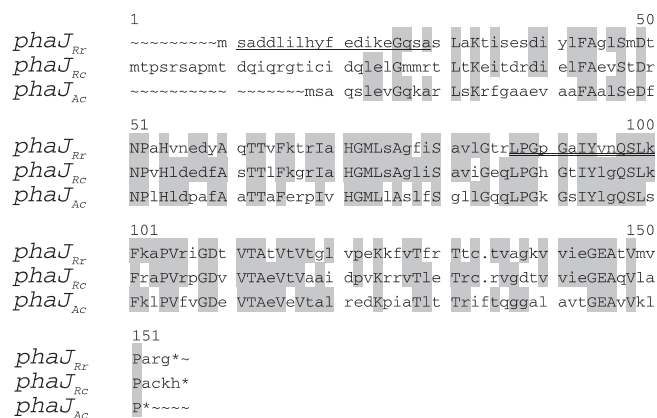 1 50
phaJRr ~~~~~~~~~m saddlilhyf edikeGqsaS LaKtisesdi ylFAglSmDt
phaJRc mtpsrsapmt dqiqrgticid dqlelGmmrt LtKeitdrdi elFAevStDr
phaJAc ~~~~~~~~~~ ~~~~~~~msaq sqlevGqkar LsKrfgaaev aaFAalSeDf
51 100
phaJRr NPaHvnedyA qTTvFktrIa HGMLsAgfiS avlGtrLPGp GaIYvnQSLk
phaJRc NPvHldedfA sTTlFkgrIa HGMLsAgliS aviGeqLPGh GtIYlgQSLk
phaJAc NPlHldpafA aTTaFerpIv HGMLlAslfS gllGqqLPGk GsIYlgQSLs
101 150
phaJRr FkaPVriGDt VTAtVtVtgl vpeKkfvTfr Ttc.tvagkv vieGEAtVmv
phaJRc FraPVrpGDv VTAeVtVaai dpvKrrvTle Trc.rvgdtv vieGEAqVla
phaJAc FklPVfvGDe VTAeVeVtal redKpiaTlt Triftqggal avtGEAvVkl
151
phaJRr Parg*~
phaJRc Packh*
phaJAc P*~~~~